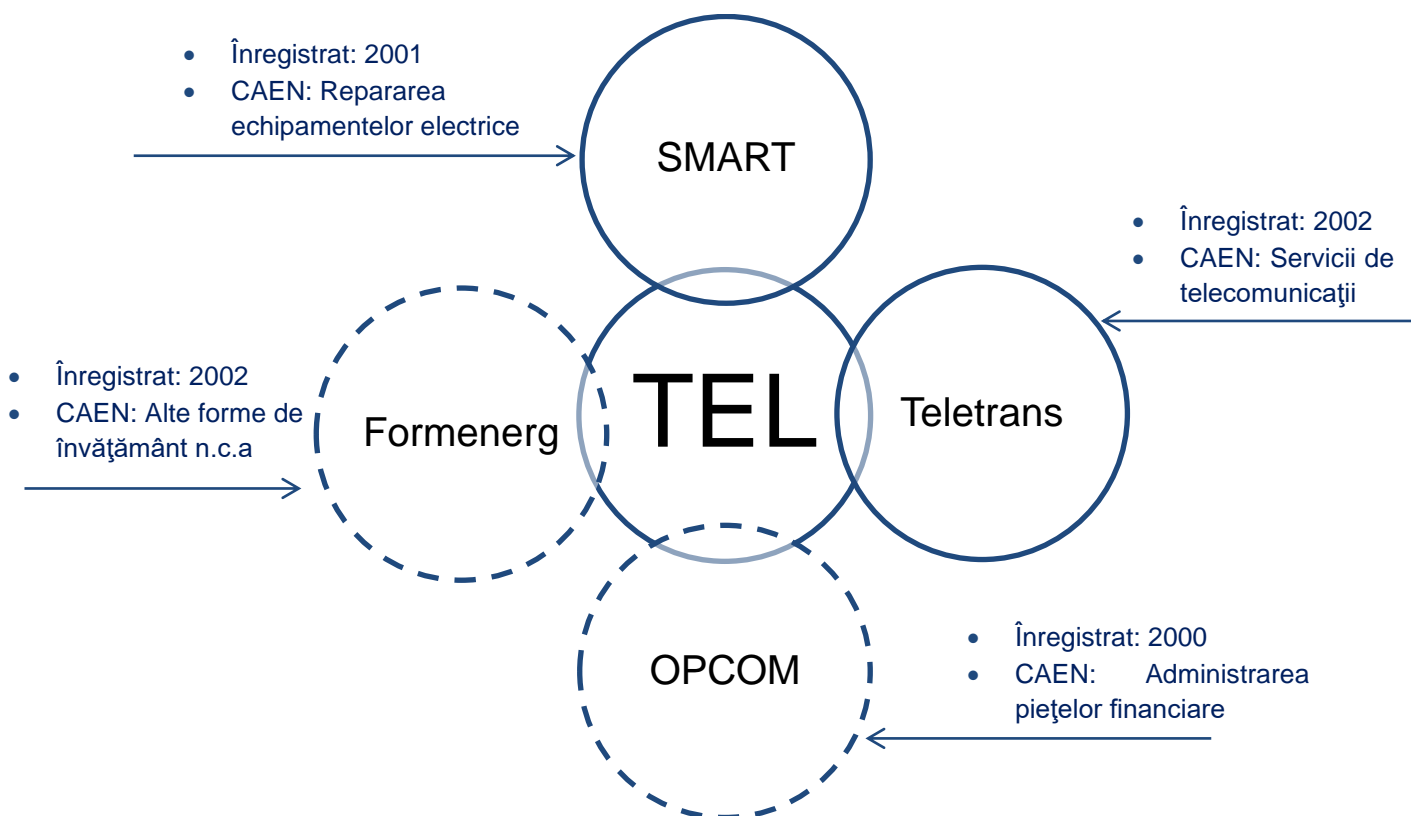 • Înregistrat: 2001
• CAEN: Repararea
echipamentelor electrice
SMART
• Înregistrat: 2002
• CAEN: Servicii de
telecomunicaţii
Teletrans
TEL
• Înregistrat: 2002
• CAEN: Alte forme de
învăţământ n.c.a
Formenerg
OPCOM
• Înregistrat: 2000
• CAEN: Administrarea
pieţelor financiare